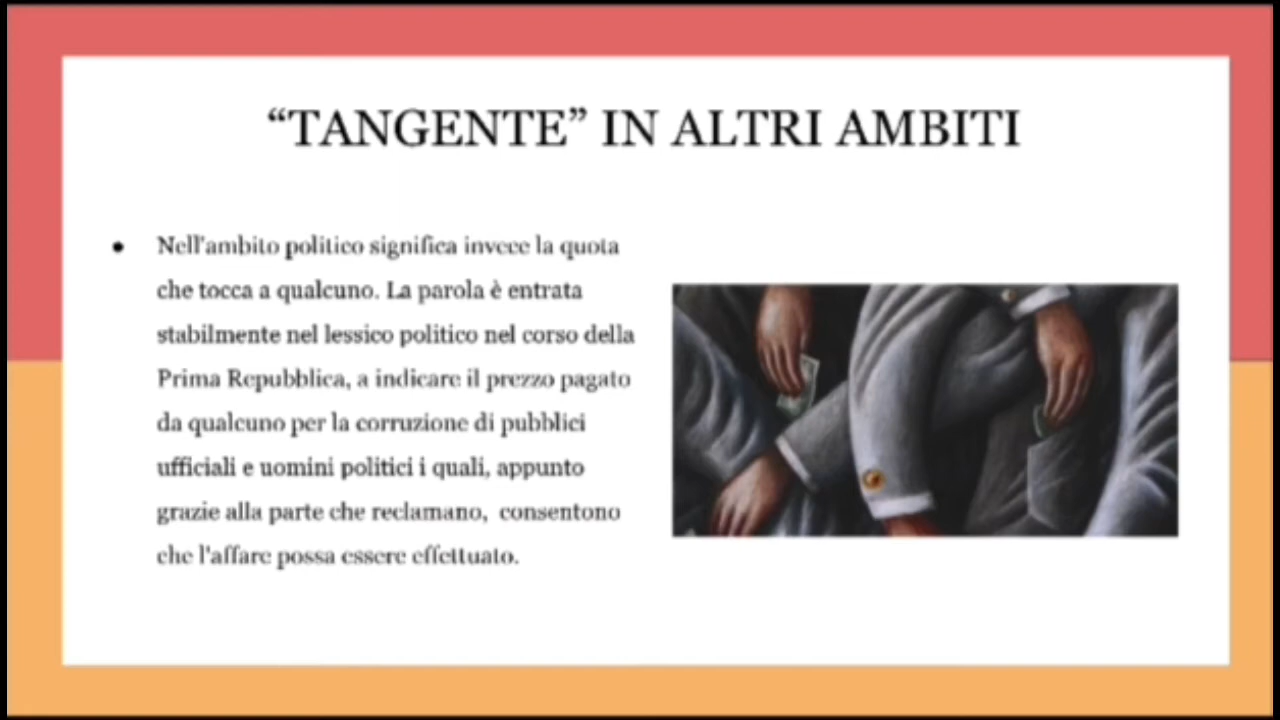 “TANGENTE” IN ALTRI AMBITI
● Nell'ambito politico significa invece la quota
che tocca a qualcuno. La parola è entrata
stabilmente nel lessico politico nel corso della
Prima Repubblica, a indicare il prezzo pagato
da qualcuno per la corruzione di pubblici
ufficiali e uomini politici i quali, appunto
grazie alla parte che reclamano, consentono
che l'affare possa essere effettuato.